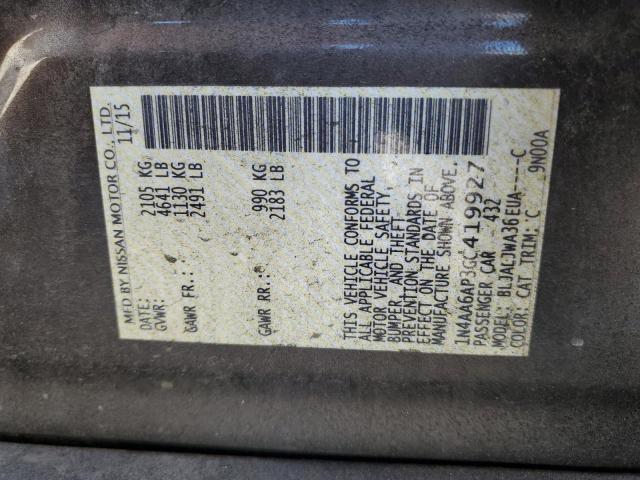 MFD BY NISSAN MOTOR CO., LTD.
DATE: 11/15
GVWR: 2105 KG
4641 LB
GAWR FR.: 1130 KG
2491 LB
GAWR RR.: 990 KG
2183 LB
THIS VEHICLE CONFORMS TO
ALL APPLICABLE FEDERAL
MOTOR VEHICLE SAFETY,
BUMPER, AND THEFT
PREVENTION STANDARDS IN
EFFECT ON THE DATE OF
MANUFACTURE SHOWN ABOVE.
1N4AA6AP3GC419927
PASSENGER CAR 432
MODEL: BLJALJWA36EUA----C
COLOR: CAT TRIM: C 9N00A